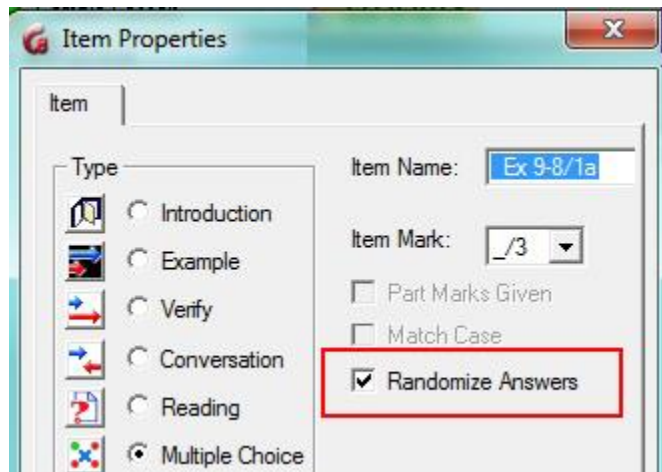 Item Properties
Item
Type
Introduction
Example
Verify
Conversation
Reading
Multiple Choice
Item Name: Ex 9-8/1a
Item Mark: _/3
Part Marks Given
Match Case
Randomize Answers